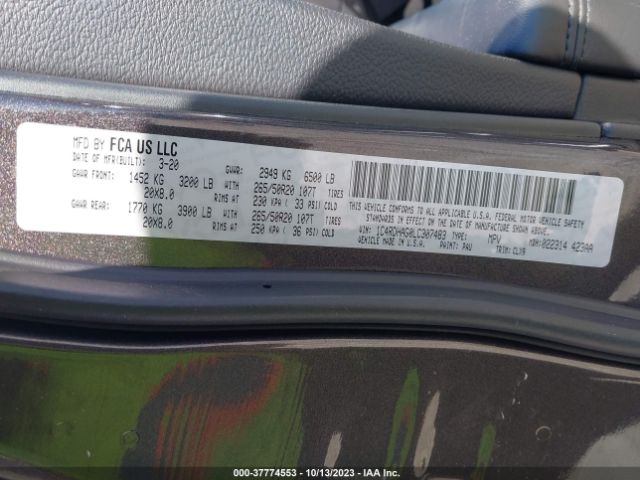 MFD BY FCA US LLC
DATE OF MFR(BUILT): 3-20 GVWR: 2949 KG 6500 LB
GAWR FRONT: 1452 KG 3200 LB WITH 265/50R20 107T TIRES
20X8.0 RIMS AT 230 KPA ( 33 PSI) COLD
GAWR REAR: 1770 KG 3900 LB WITH 265/50R20 107T TIRES
20X8.0 RIMS AT 250 KPA ( 36 PSI) COLD
THIS VEHICLE CONFORMS TO ALL APPLICABLE U.S.A. FEDERAL MOTOR VEHICLE SAFETY
STANDARDS IN EFFECT ON THE DATE OF MANUFACTURE SHOWN ABOVE.
VIN: 1C4RDHAG0LC307483 TYPE: MPV MDH:022314 423AA
VEHICLE MADE IN U.S.A. PAINT: PAU TRIM: CLX9
000-37774553 - 10/13/2023 - IAA Inc.